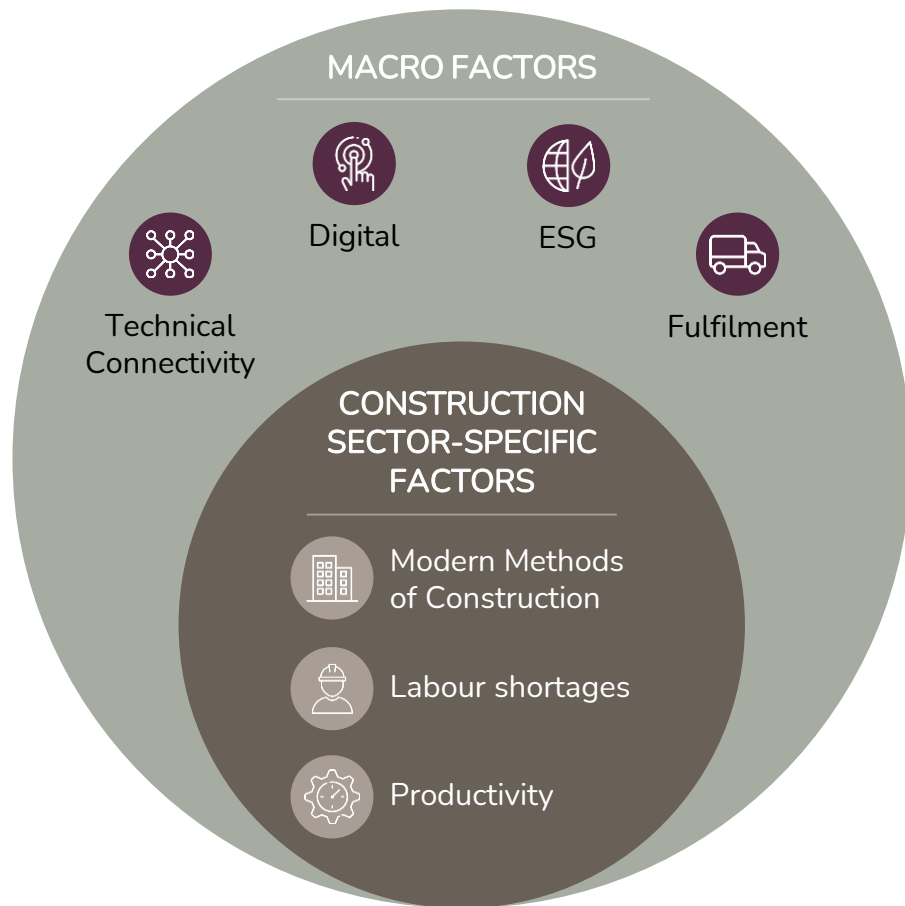 MACRO FACTORS
Digital
ESG
Technical
Connectivity
Fulfilment
CONSTRUCTION
SECTOR-SPECIFIC
FACTORS
Modern Methods
of Construction
Labour shortages
Productivity